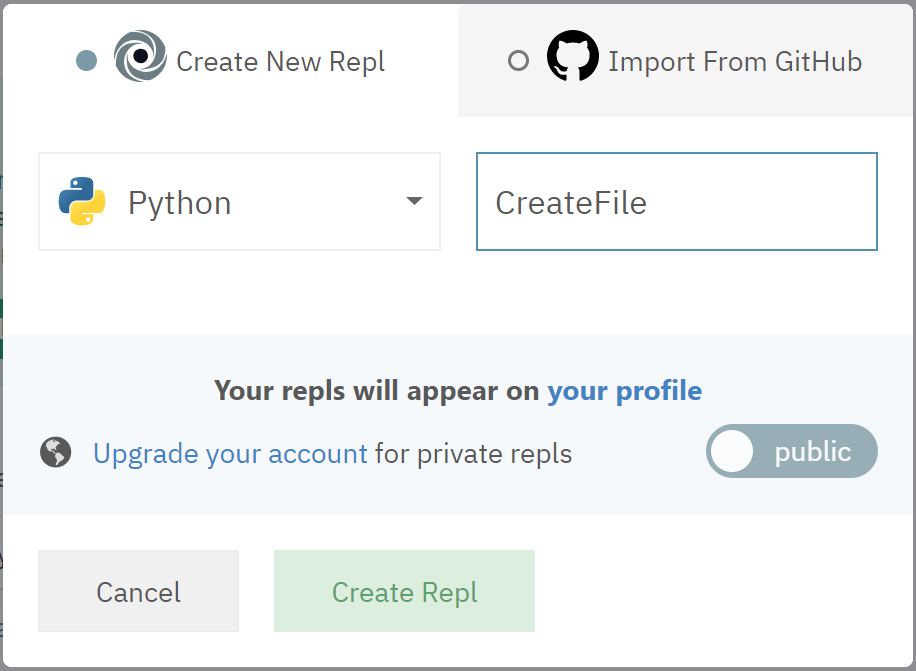 Create New Repl
Import From GitHub
Python
CreateFile
Your repls will appear on your profile
Upgrade your account for private repls
public
Cancel
Create Repl